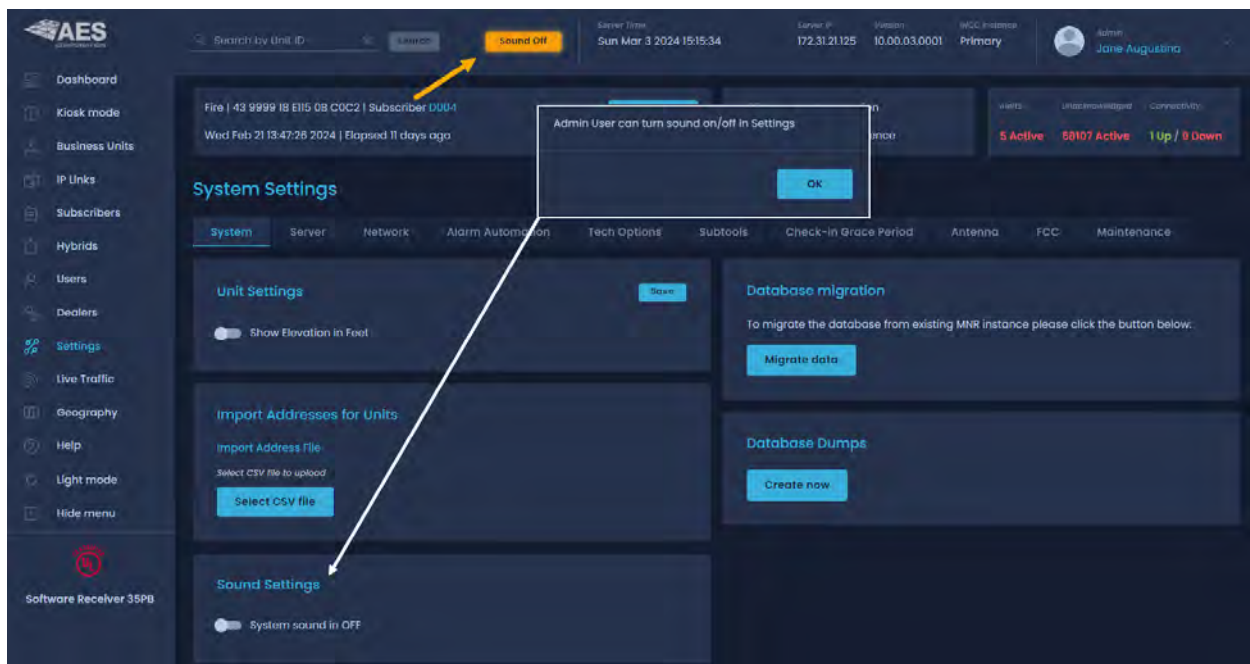 AES
Search by Unit ID
Search
Sound Off
Server Time
Sun Mar 3 2024 15:15:34
Server IP
172.31.21.125
Version
10.00.03.0001
MCC Instance
Primary
Admin
Jane Augustina
Dashboard
Kiosk mode
Business Units
IP Links
Subscribers
Hybrids
Users
Dealers
Settings
Live Traffic
Geography
Help
Light mode
Hide menu
Software Receiver 35PB
Fire | 43 9999 18 E115 08 C0C2 | Subscriber D004
Wed Feb 21 13:47:26 2024 | Elapsed 11 days ago
Admin User can turn sound on/off in Settings
OK
5 Active
Unacknowledged
Connectivity
1 Up / 0 Down
System Settings
System
Server
Network
Alarm Automation
Tech Options
Subtools
Check-in Grace Period
Antenna
FCC
Maintenance
Unit Settings
Save
Show Elevation in Feet
Database migration
To migrate the database from existing MNR instance please click the button below:
Migrate data
Import Addresses for Units
Import Address File
Select CSV file to upload
Select CSV file
Database Dumps
Create now
Sound Settings
System sound in OFF